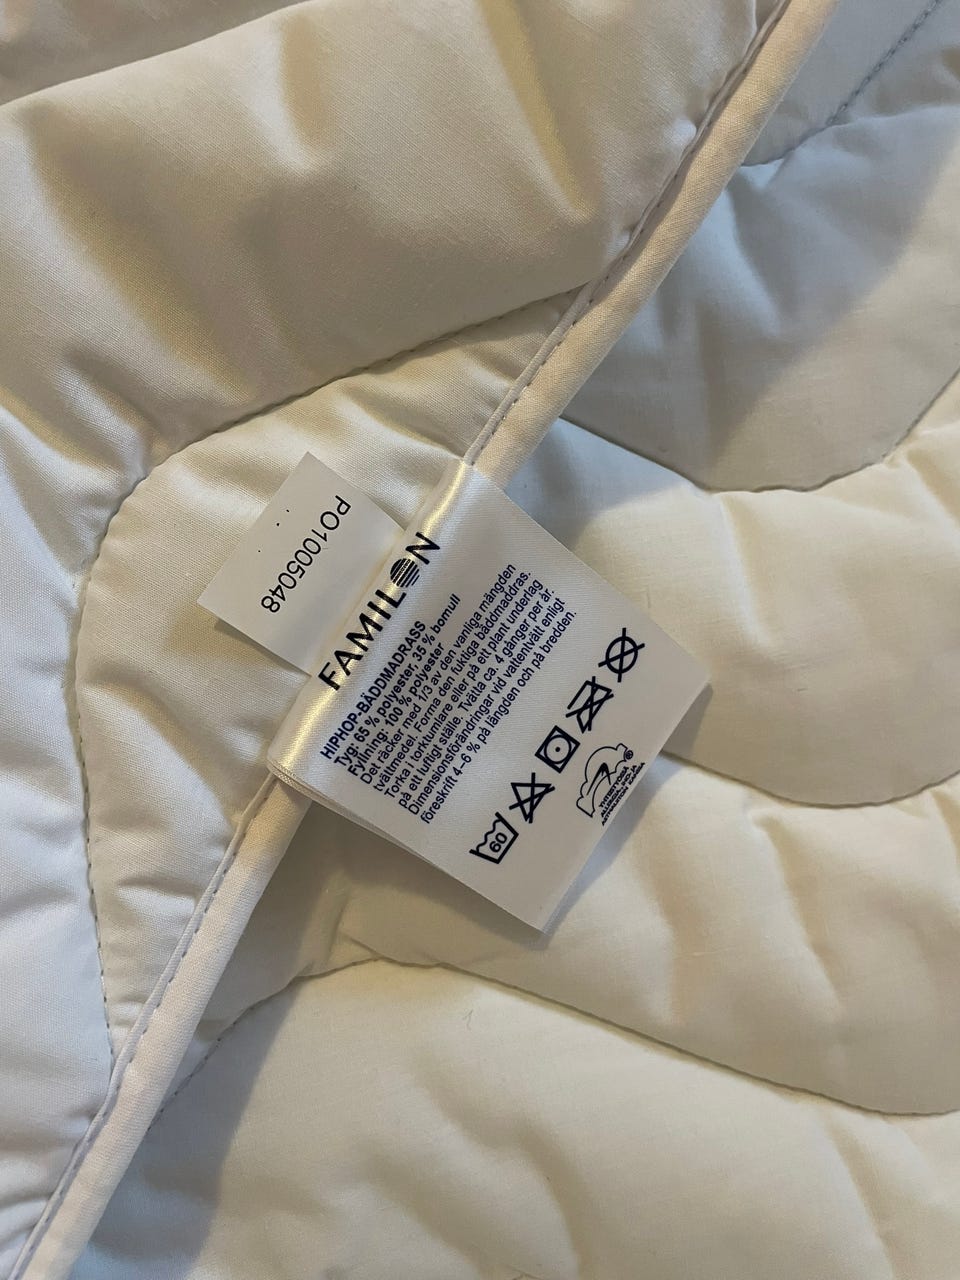 PO1005048
FAMILON
HIPHOP-BÄDDMADRASS
Tyg: 65 % polyester, 35 % bomull
Fyllning: 100 % polyester
Det räcker med 1/3 av den vanliga mängden
tvättmedel. Forma den fuktiga bäddmaddras.
Torka i torktumlare eller på ett plant underlag
på ett luftigt ställe. Tvätta ca. 4 gånger per år.
Dimensionsförändringar vid vattentvätt enligt
föreskrift 4–6 % på längden och på bredden.
60